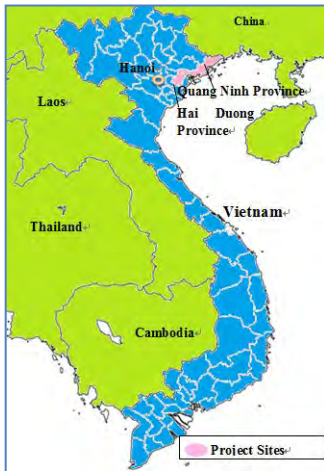 China
Hanoi
Laos
Quang Ninh Province
Hai Duong
Province
Vietnam
Thailand
Cambodia
Project Sites